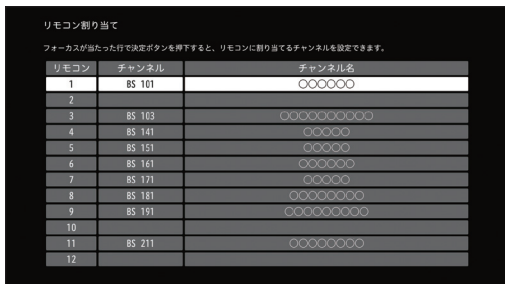 リモコン割り当て
フォーカスが当たった行で決定ボタンを押下すると、リモコンに割り当てるチャンネルを設定できます。
リモコン チャンネル チャンネル名
1 BS 101 ○○○○○○
2
3 BS 103 ○○○○○○○○○○
4 BS 141 ○○○○○
5 BS 151 ○○○○○
6 BS 161 ○○○○○○
7 BS 171 ○○○○○
8 BS 181 ○○○○○○○○
9 BS 191 ○○○○○○○○○
10
11 BS 211 ○○○○○○○○
12